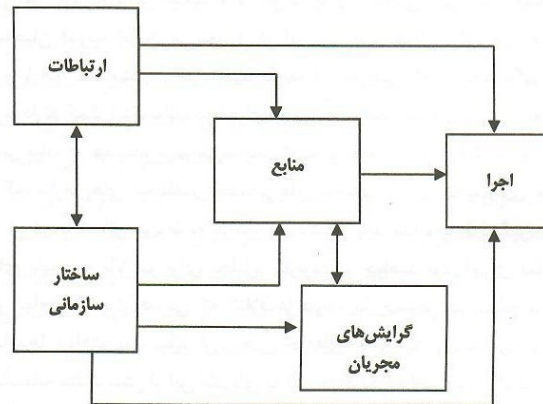 ارتباطات
منابع
اجرا
ساختار
سازمانی
گرایش‌های
مجریان